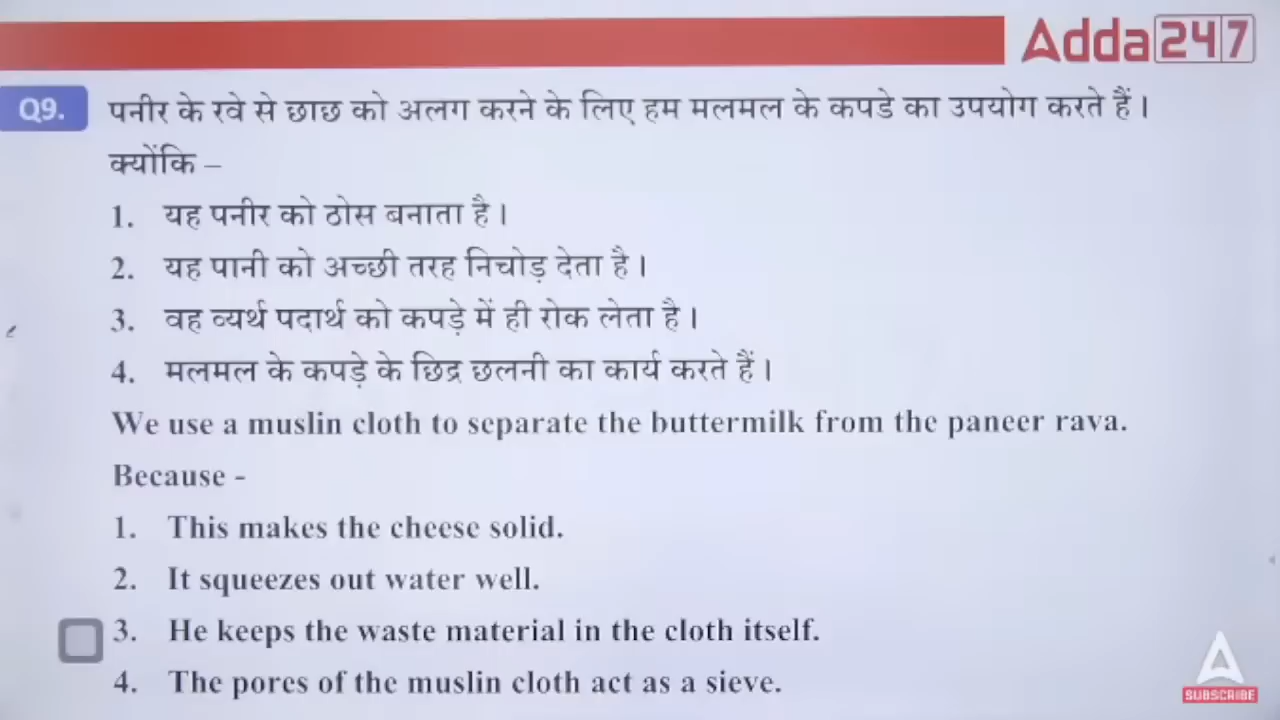 Adda247
Q9. पनीर के रवे से छाछ को अलग करने के लिए हम मलमल के कपडे का उपयोग करते हैं।
क्योंकि –
1. यह पनीर को ठोस बनाता है।
2. यह पानी को अच्छी तरह निचोड़ देता है।
3. वह व्यर्थ पदार्थ को कपड़े में ही रोक लेता है।
4. मलमल के कपड़े के छिद्र छलनी का कार्य करते हैं।
We use a muslin cloth to separate the buttermilk from the paneer rava.
Because -
1. This makes the cheese solid.
2. It squeezes out water well.
3. He keeps the waste material in the cloth itself.
4. The pores of the muslin cloth act as a sieve.
SUBSCRIBE